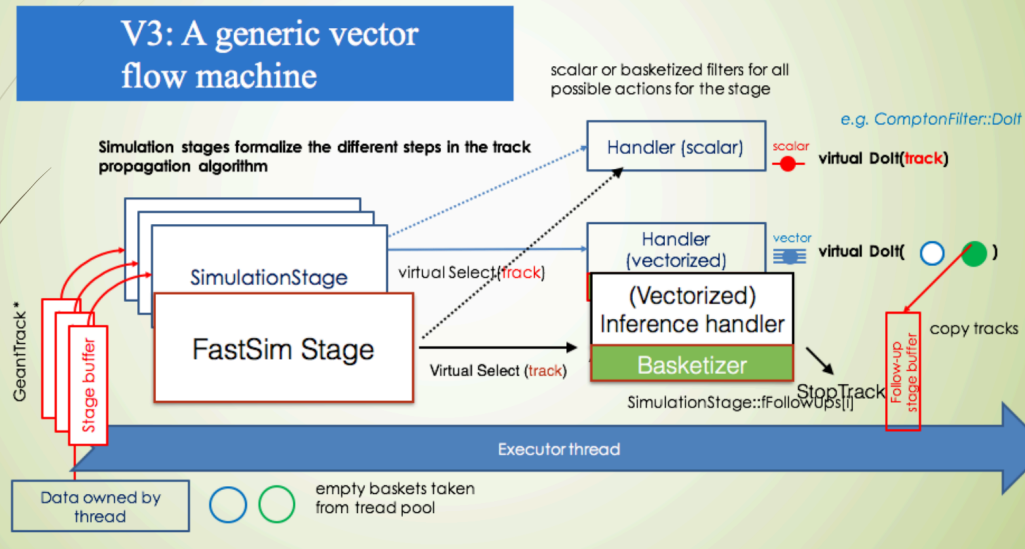 V3: A generic vector
flow machine
scalar or basketized filters for all
possible actions for the stage
e.g. ComptonFilter::DoIt
Simulation stages formalize the different steps in the track
propagation algorithm
Handler (scalar)
scalar
virtual DoIt(track)
SimulationStage
virtual Select(track)
Handler
(vectorized)
vector
virtual DoIt( )
(Vectorized)
Inference handler
Basketizer
FastSim Stage
Virtual Select (track)
GeantTrack*
Stage buffer
copy tracks
StopTrack
SimulationStage::fFollowUps[i]
Follow-up
stage buffer
Executor thread
Data owned by
thread
empty baskets taken
from tread pool